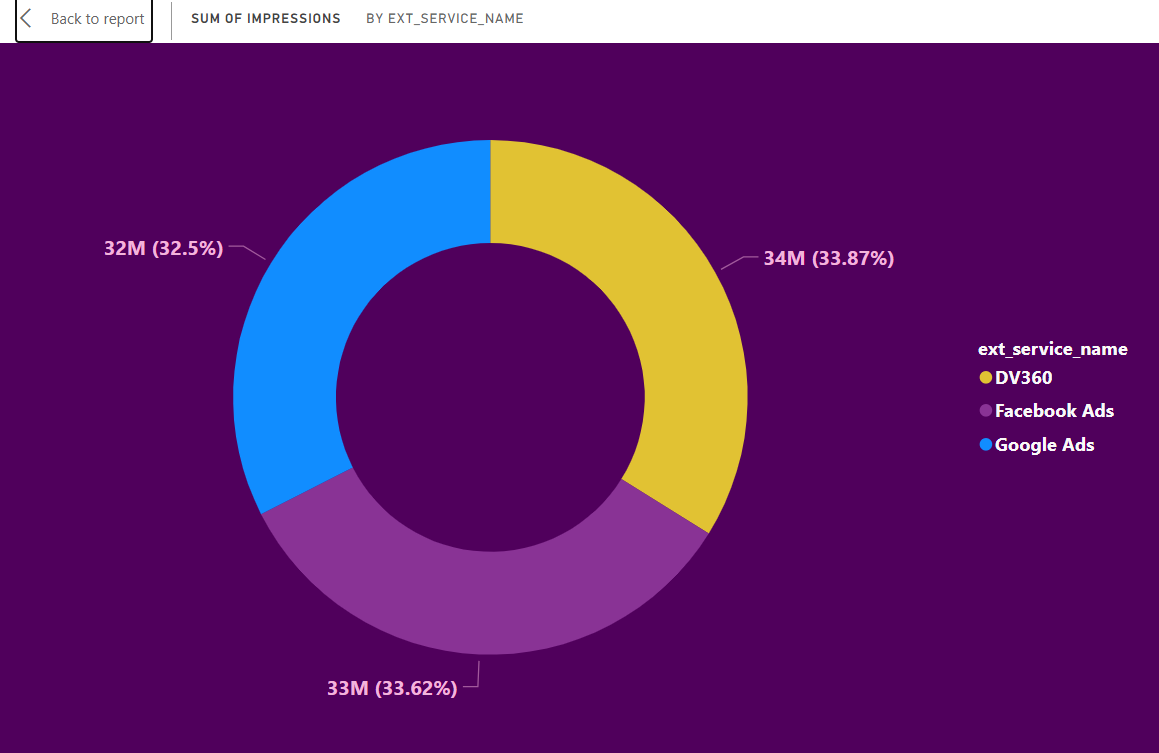 Back to report
SUM OF IMPRESSIONS BY EXT_SERVICE_NAME
32M (32.5%)
34M (33.87%)
ext_service_name
DV360
Facebook Ads
Google Ads
33M (33.62%)